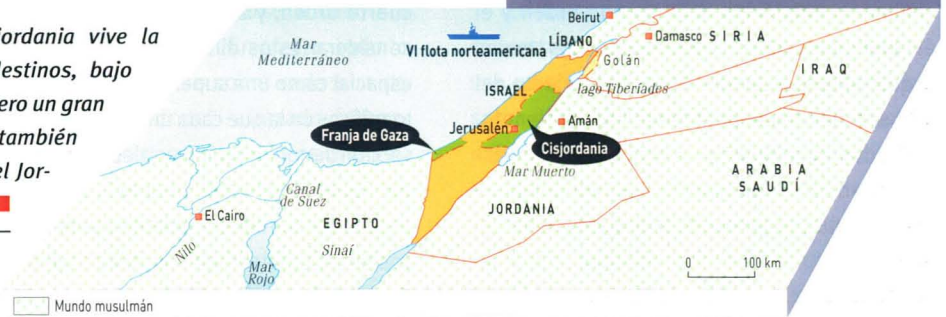 jordania vive la
lestinos, bajo
ero un gran
también
el Jor-
Mar
Mediterráneo
VI flota norteamericana
Beirut
LÍBANO
Damasco
SIRIA
Golán
IRAQ
ISRAEL
lago Tiberíades
Jerusalén
Amán
Franja de Gaza
Cisjordania
Mar Muerto
ARABIA
SAUDÍ
Canal
de Suez
JORDANIA
El Cairo
EGIPTO
Nilo
Sinaí
Mar
Rojo
0 100 km
Mundo musulmán